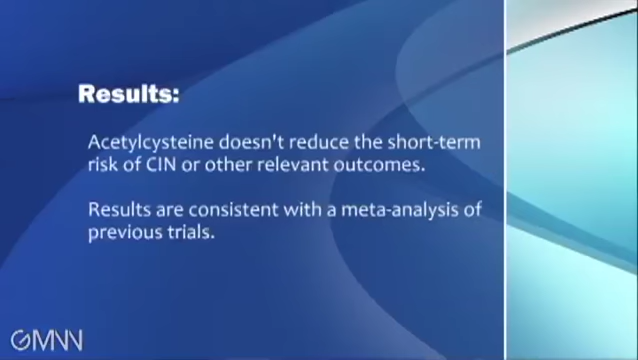 Results:
Acetylcysteine doesn't reduce the short-term
risk of CIN or other relevant outcomes.
Results are consistent with a meta-analysis of
previous trials.
GMNN